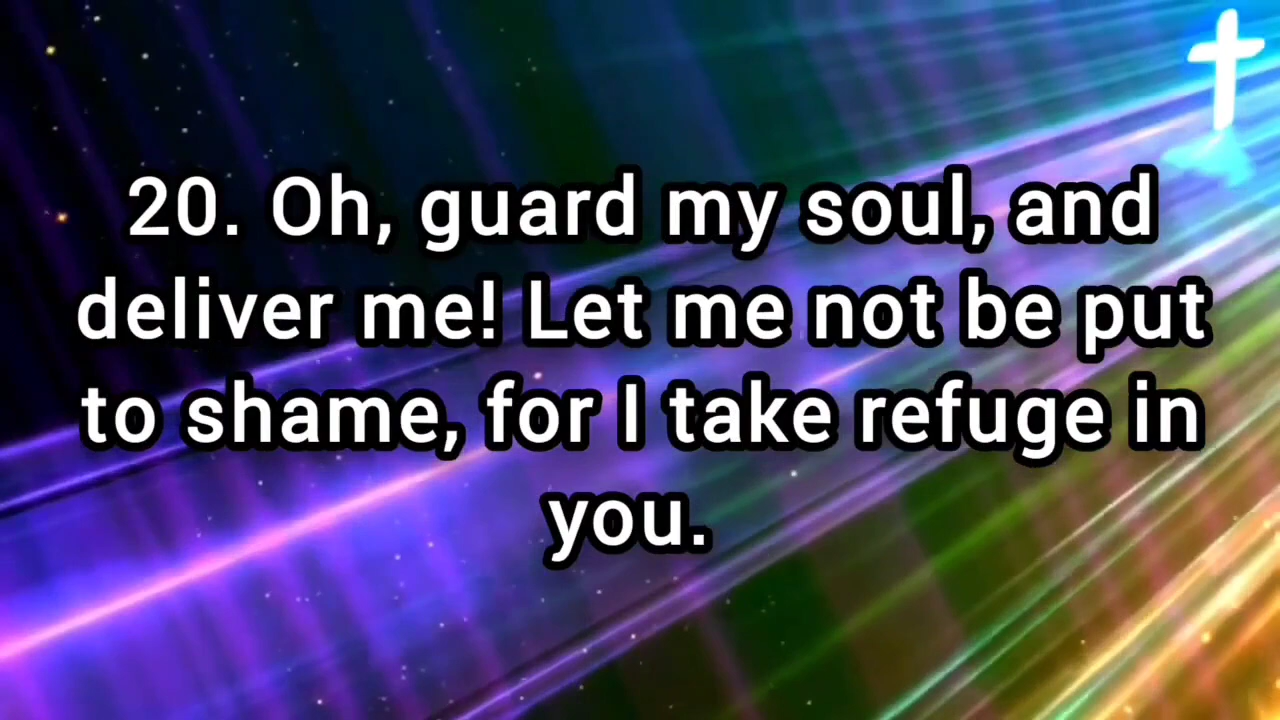 20. Oh, guard my soul, and
deliver me! Let me not be put
to shame, for I take refuge in
you.